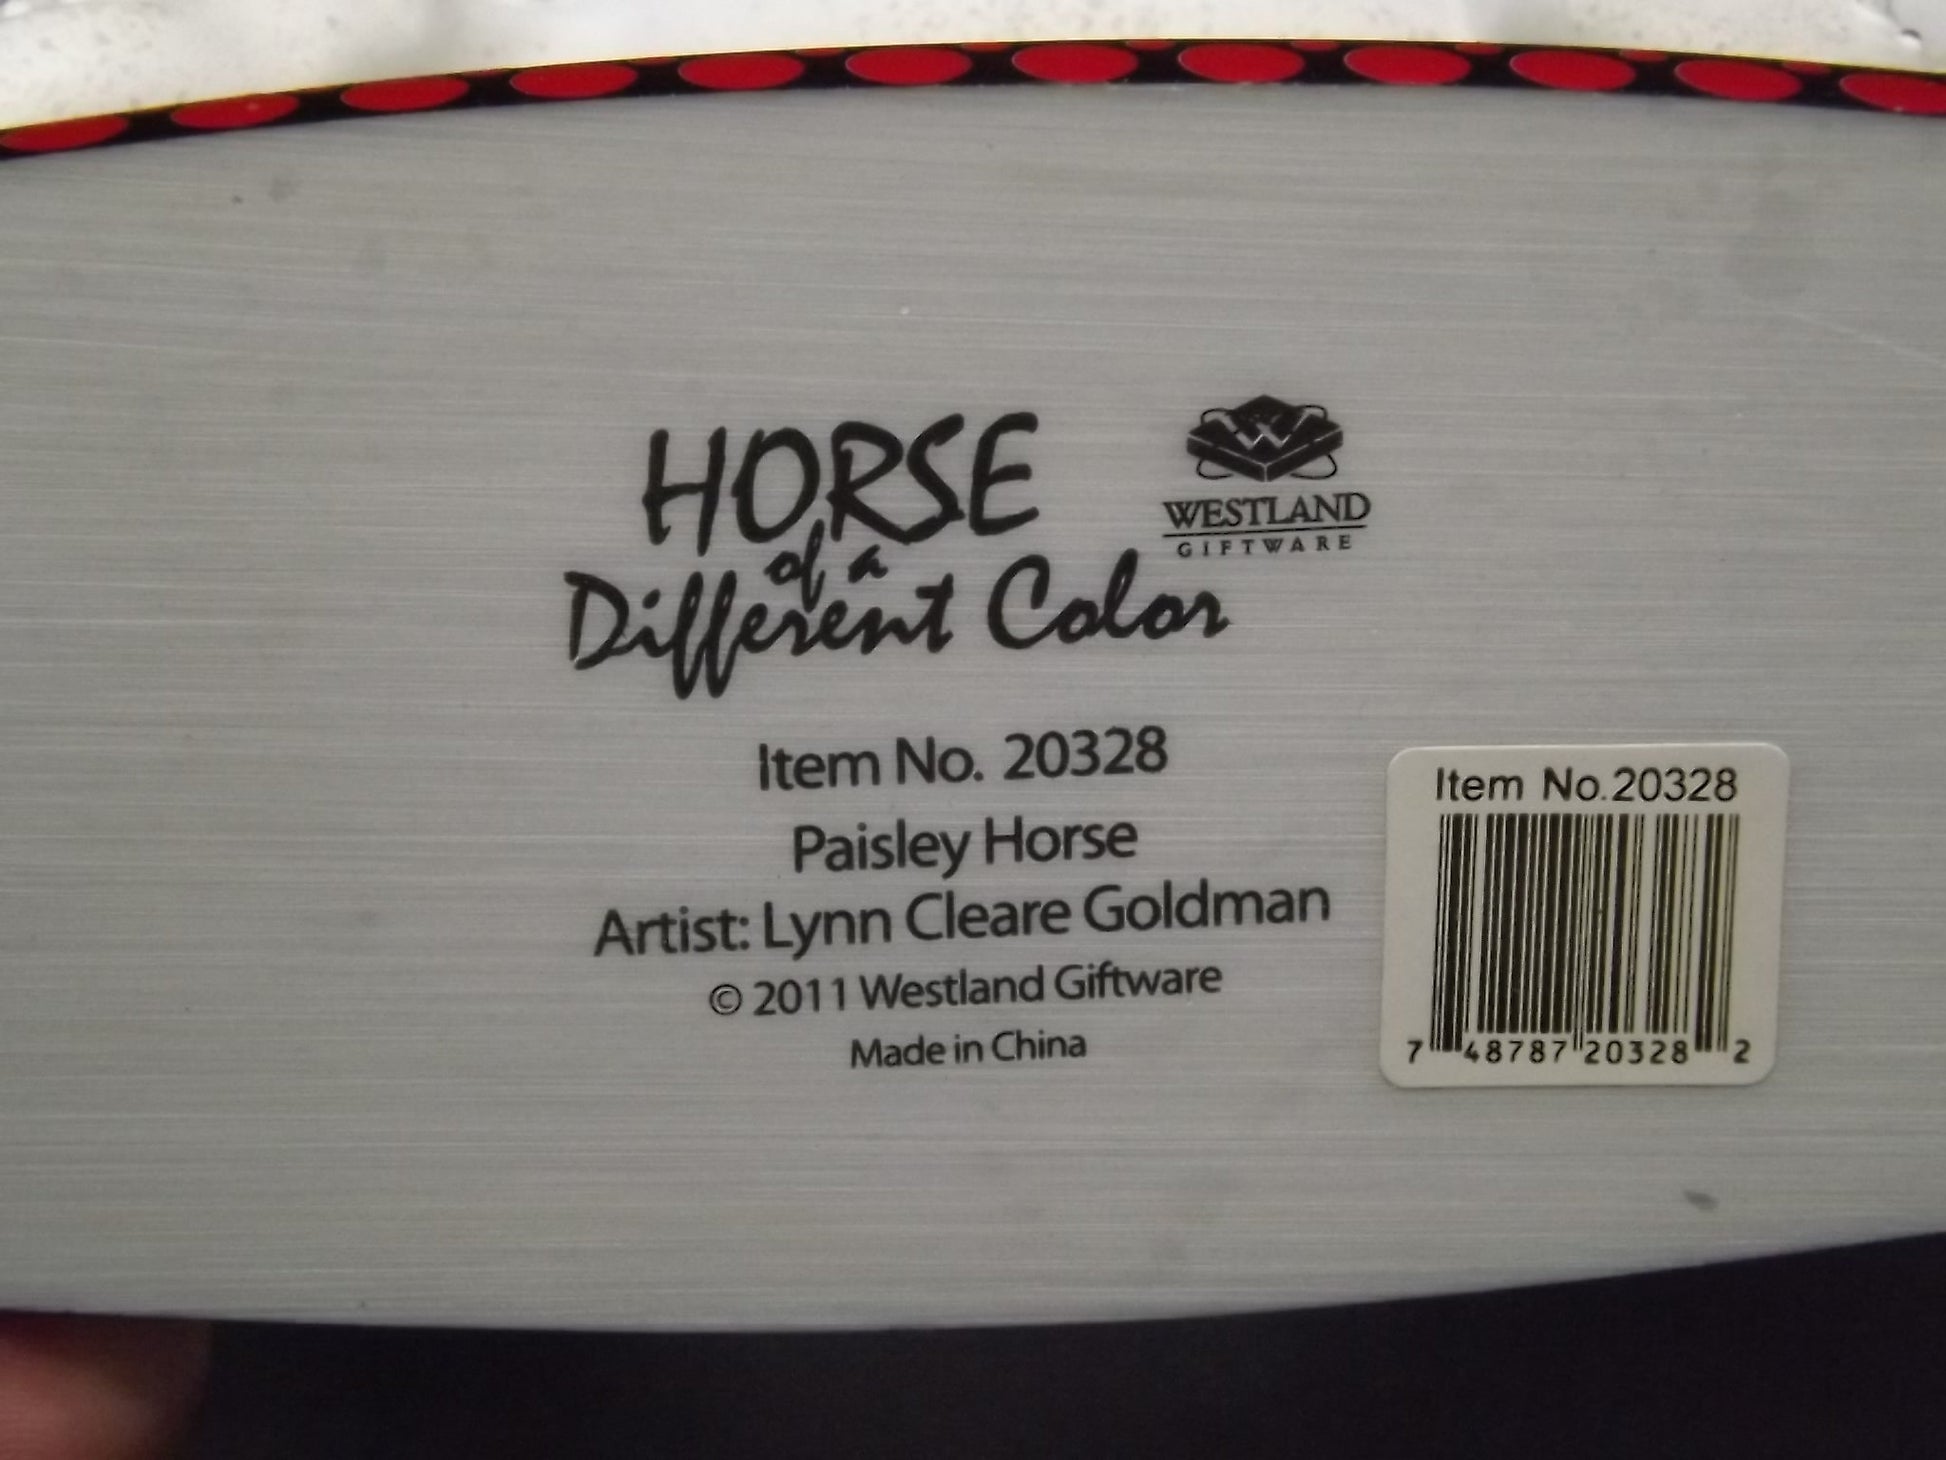 HORSE
of a
Different Color
WESTLAND
GIFTWARE
Item No. 20328
Paisley Horse
Artist: Lynn Cleare Goldman
© 2011 Westland Giftware
Made in China
Item No.20328
7 48787 20328 2